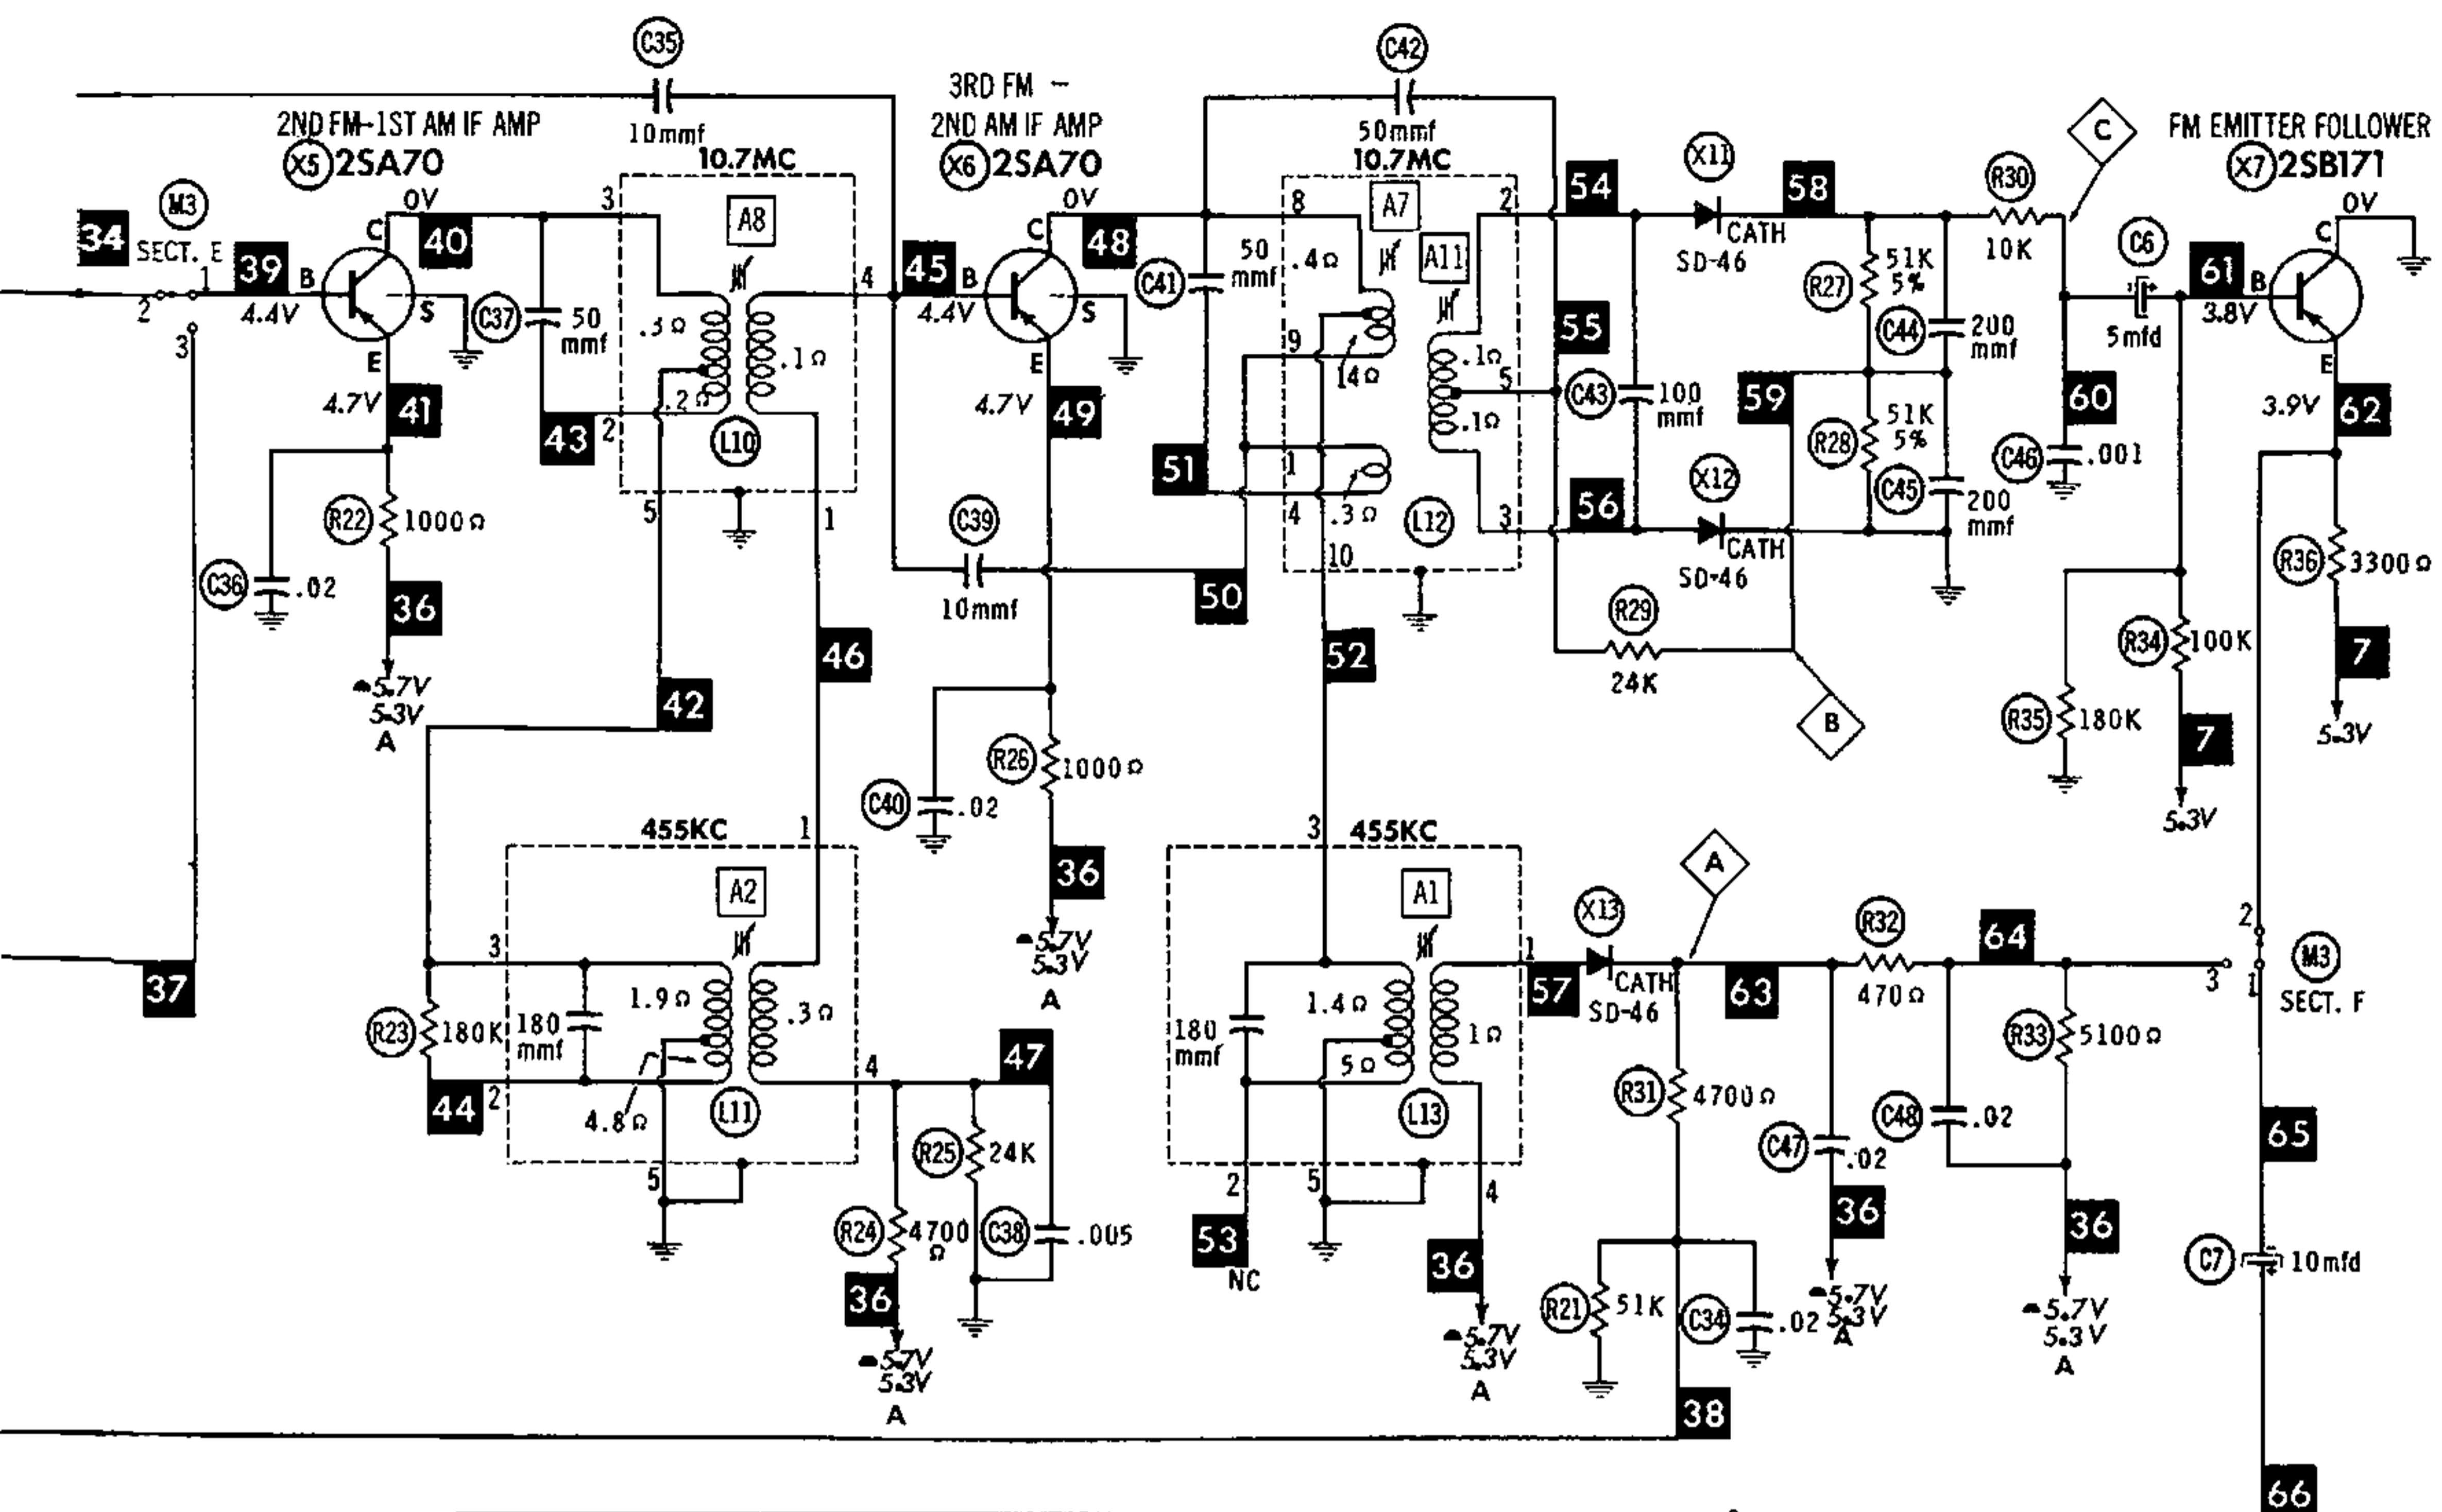 C35
10mmf
2ND FM-1ST AM IF AMP
X5 2SA70
10.7MC
3RD FM -
2ND AM IF AMP
X6 2SA70
C42
50mmf
10.7MC
X11
CATH
SD-46
C
FM EMITTER FOLLOWER
X7 2SB171
M3
SECT. E
34
1
2
3
39
B
4.4V
C
0V
40
S
E
4.7V
41
C37
50
mmf
43
3
A8
.3Ω
.2Ω
.1Ω
4
2
L10
5
1
45
B
4.4V
C
0V
48
S
E
4.7V
49
C41
50
mmf
51
8
A7
.4Ω
A11
9
14Ω
.1Ω
.1Ω
2
5
3
1
4
.3Ω
10
L12
54
55
56
C43
100
mmf
58
R27
51K
5%
C44
200
mmf
59
R28
51K
5%
C45
200
mmf
X12
CATH
SD-46
R30
10K
C6
5mfd
60
C46
.001
61
B
3.8V
C
0V
E
3.9V
62
R22
1000Ω
C36
.02
36
5.7V
5.3V
A
C39
10mmf
50
R29
24K
B
R36
3300Ω
7
5.3V
R34
100K
R35
180K
7
5.3V
42
46
52
C40
.02
R26
1000Ω
36
5.7V
5.3V
A
37
455KC
1
A2
3
1.9Ω
.3Ω
R23
180K
180
mmf
4.8Ω
44
2
4
L11
5
47
R25
24K
R24
4700
Ω
C38
.005
36
5.7V
5.3V
A
3
455KC
A1
1.4Ω
5Ω
1Ω
180
mmf
1
2
5
4
L13
53
NC
36
5.7V
5.3V
A
57
X13
CATH
SD-46
A
63
R32
470Ω
64
R33
5100Ω
R31
4700Ω
C47
.02
36
5.7V
5.3V
A
C48
.02
36
5.7V
5.3V
A
R21
51K
C34
.02
38
2
3
1
M3
SECT. F
65
C7
10mfd
66